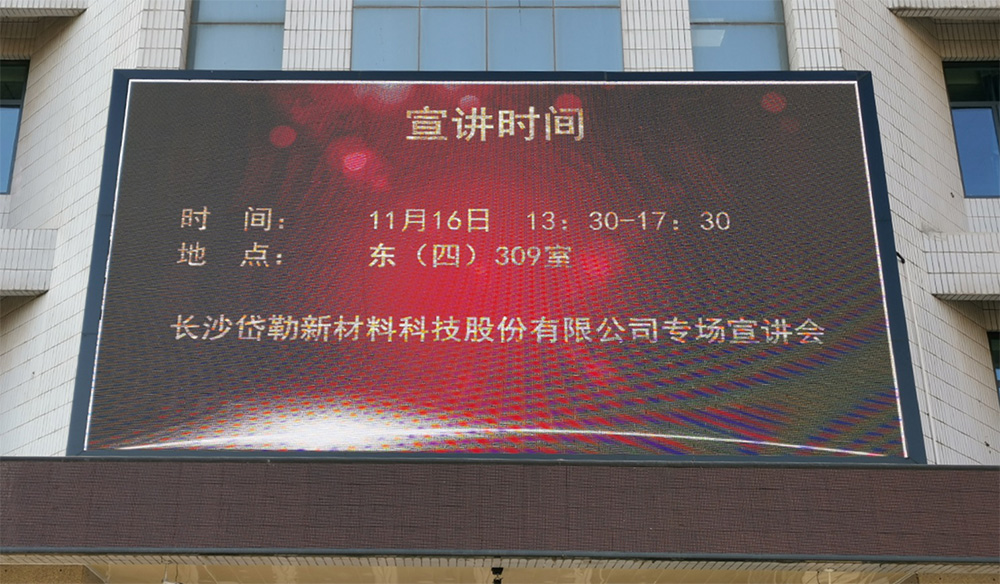 宣讲时间
时 间： 11月16日 13：30-17：30
地 点： 东（四）309室
长沙岱勒新材料科技股份有限公司专场宣讲会